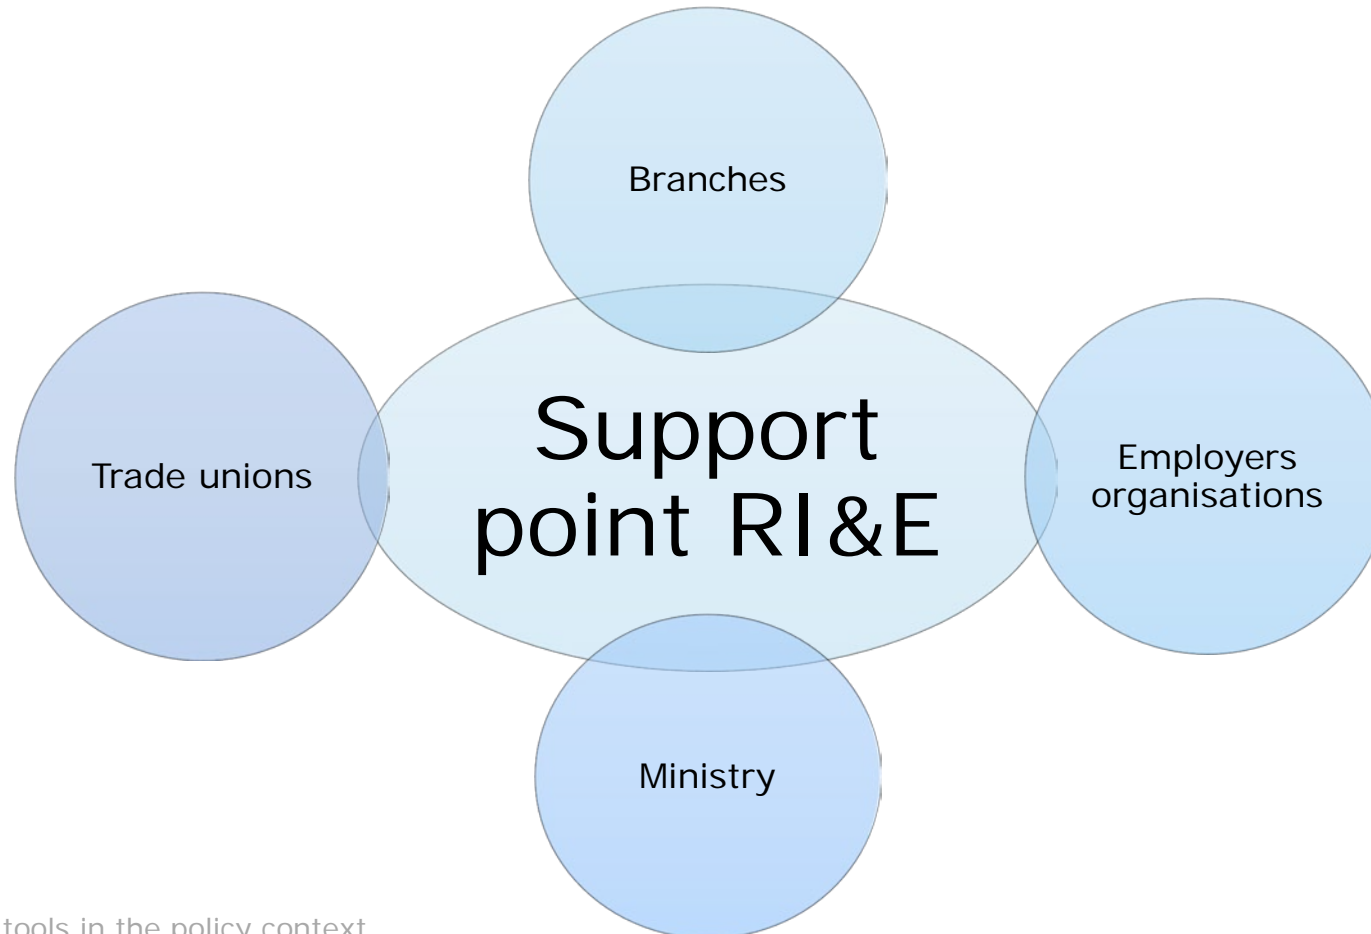 Branches
Trade unions
Support
point RI&E
Employers
organisations
Ministry
tools in the policy context